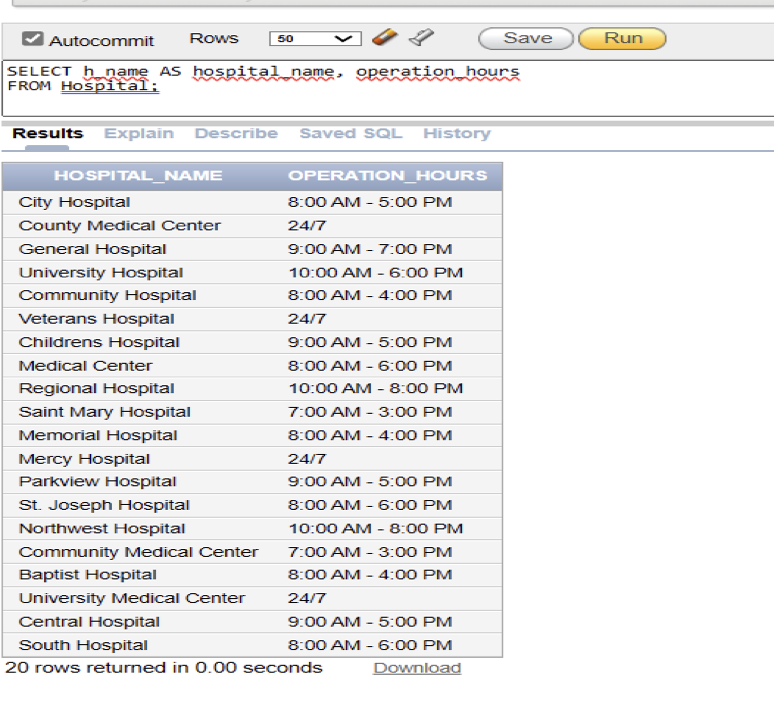 Autocommit Rows 50 Save Run
SELECT h_name AS hospital_name, operation_hours
FROM Hospital;
Results Explain Describe Saved SQL History
HOSPITAL_NAME OPERATION_HOURS
City Hospital 8:00 AM - 5:00 PM
County Medical Center 24/7
General Hospital 9:00 AM - 7:00 PM
University Hospital 10:00 AM - 6:00 PM
Community Hospital 8:00 AM - 4:00 PM
Veterans Hospital 24/7
Childrens Hospital 9:00 AM - 5:00 PM
Medical Center 8:00 AM - 6:00 PM
Regional Hospital 10:00 AM - 8:00 PM
Saint Mary Hospital 7:00 AM - 3:00 PM
Memorial Hospital 8:00 AM - 4:00 PM
Mercy Hospital 24/7
Parkview Hospital 9:00 AM - 5:00 PM
St. Joseph Hospital 8:00 AM - 6:00 PM
Northwest Hospital 10:00 AM - 8:00 PM
Community Medical Center 7:00 AM - 3:00 PM
Baptist Hospital 8:00 AM - 4:00 PM
University Medical Center 24/7
Central Hospital 9:00 AM - 5:00 PM
South Hospital 8:00 AM - 6:00 PM
20 rows returned in 0.00 seconds Download